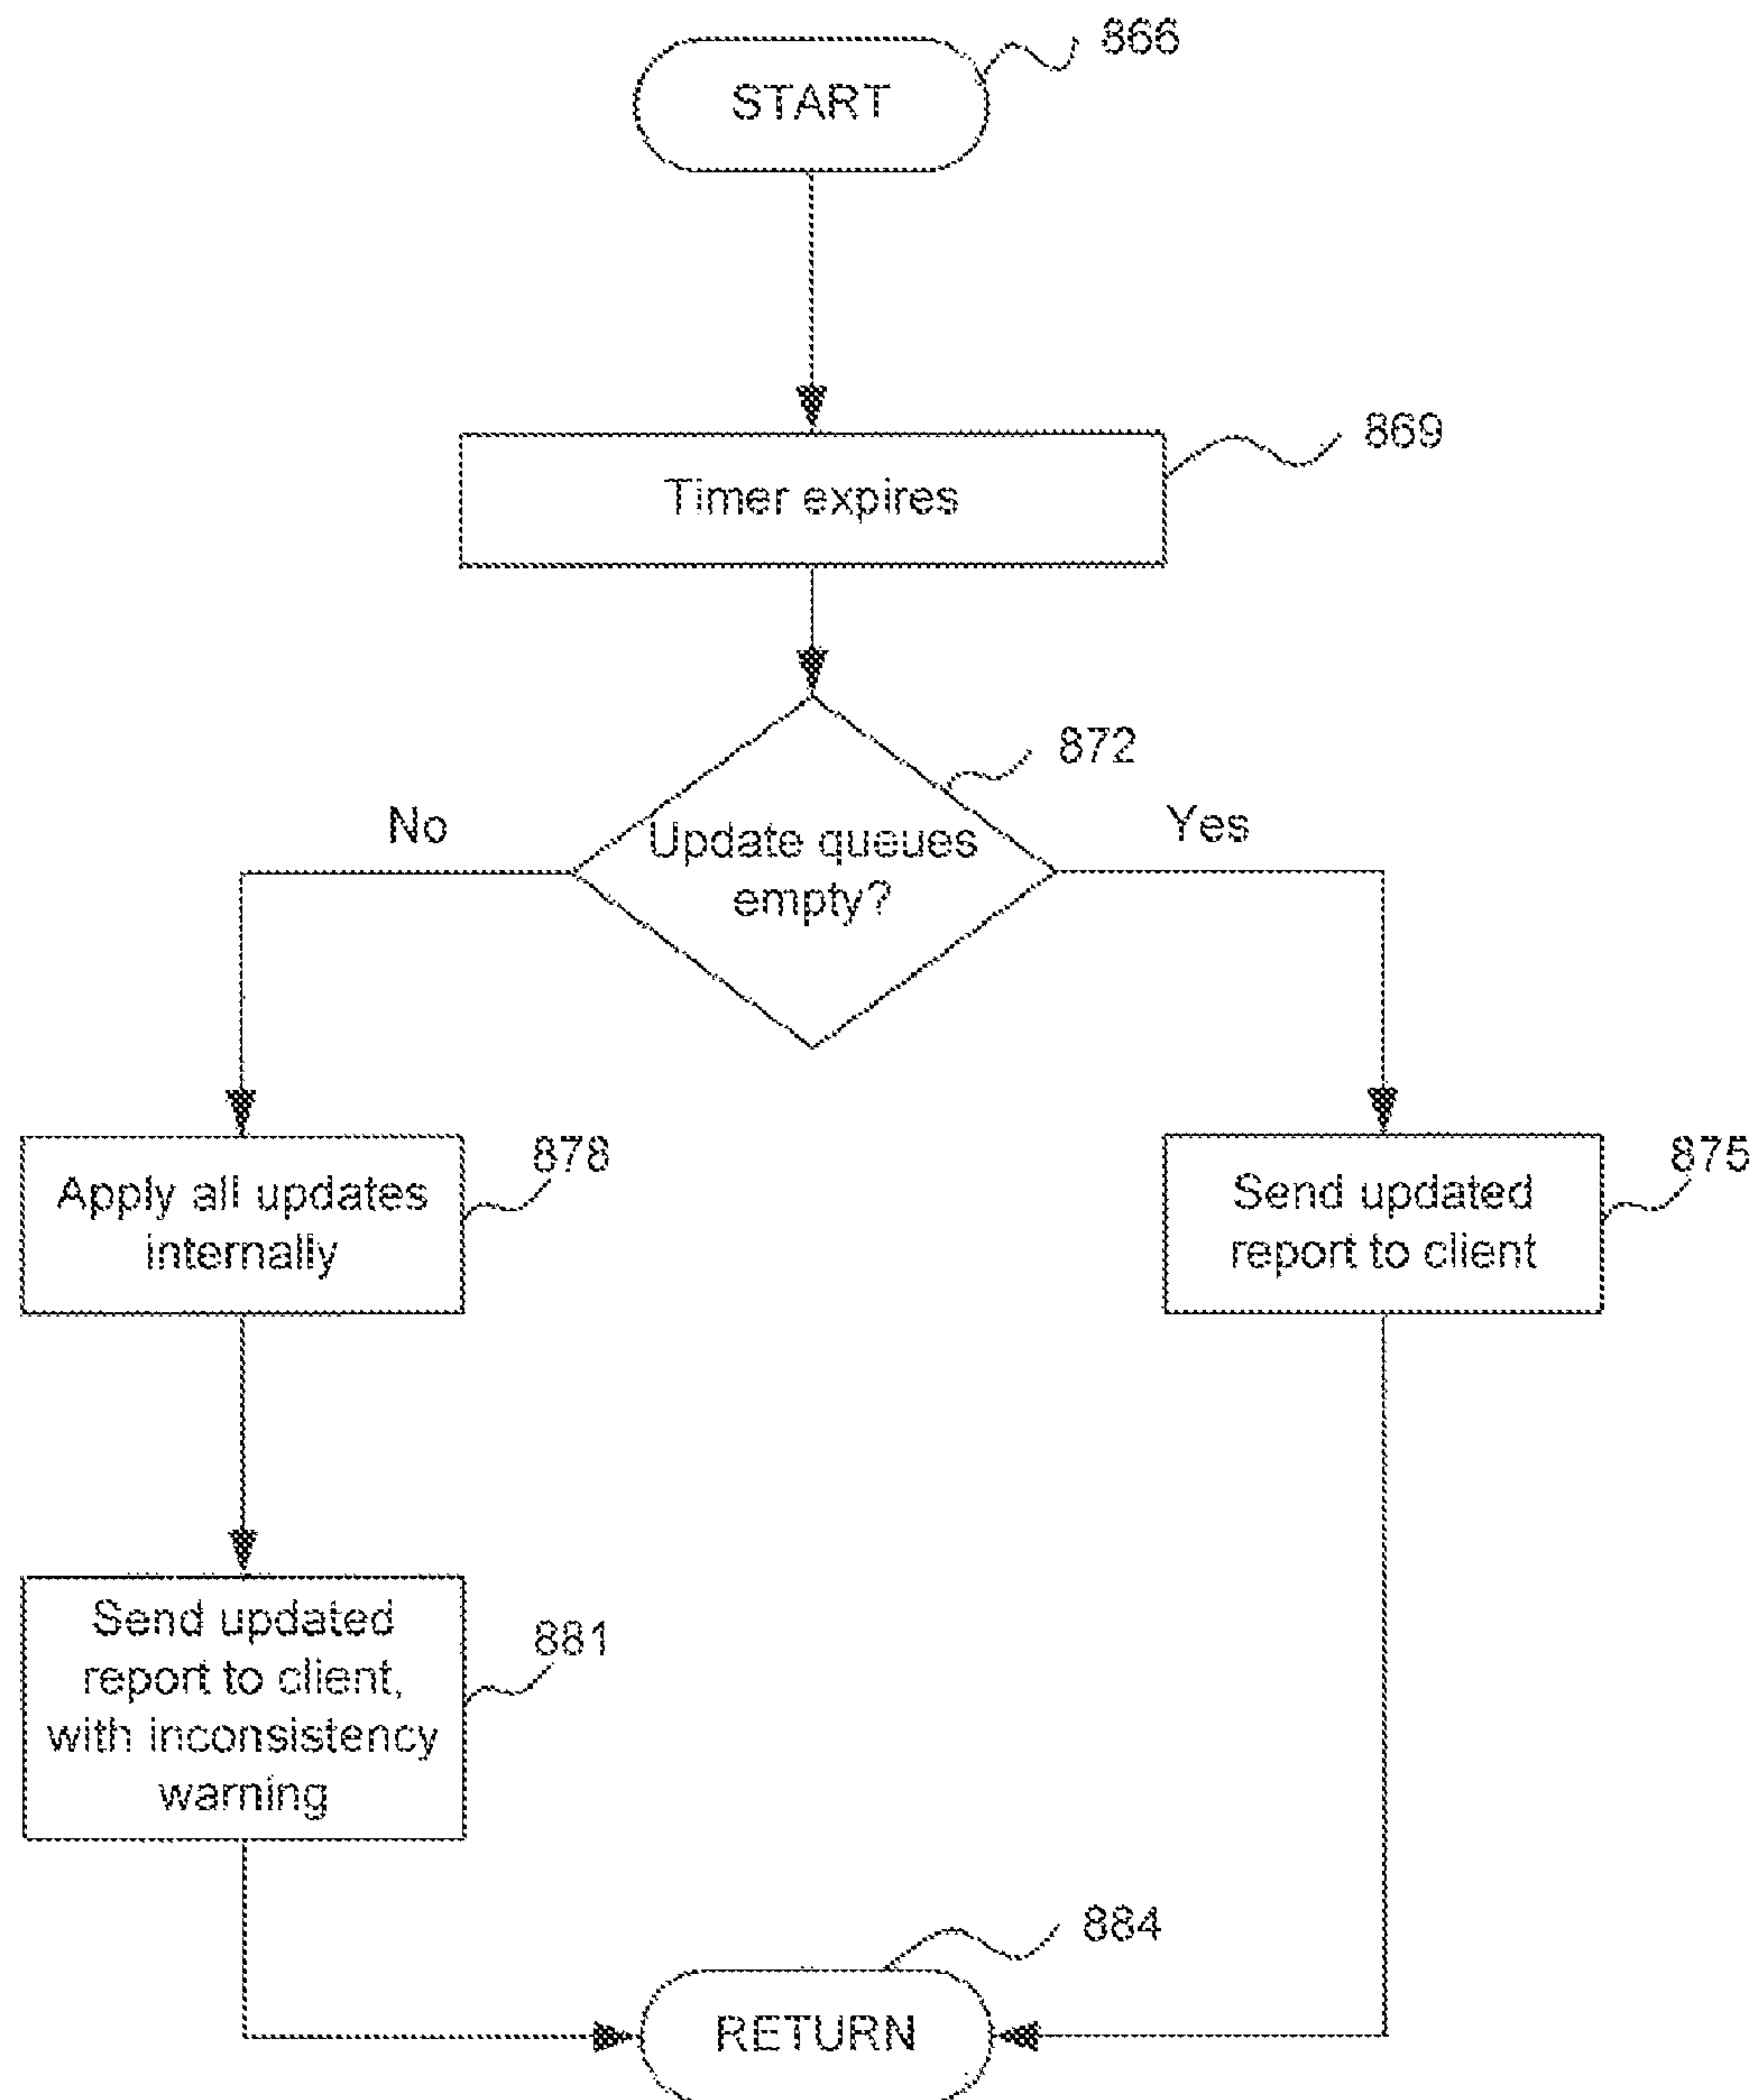 866
START
869
Timer expires
872
No
Yes
Update queues
empty?
878
Apply all updates
internally
875
Send updated
report to client
881
Send updated
report to client,
with inconsistency
warning
884
RETURN